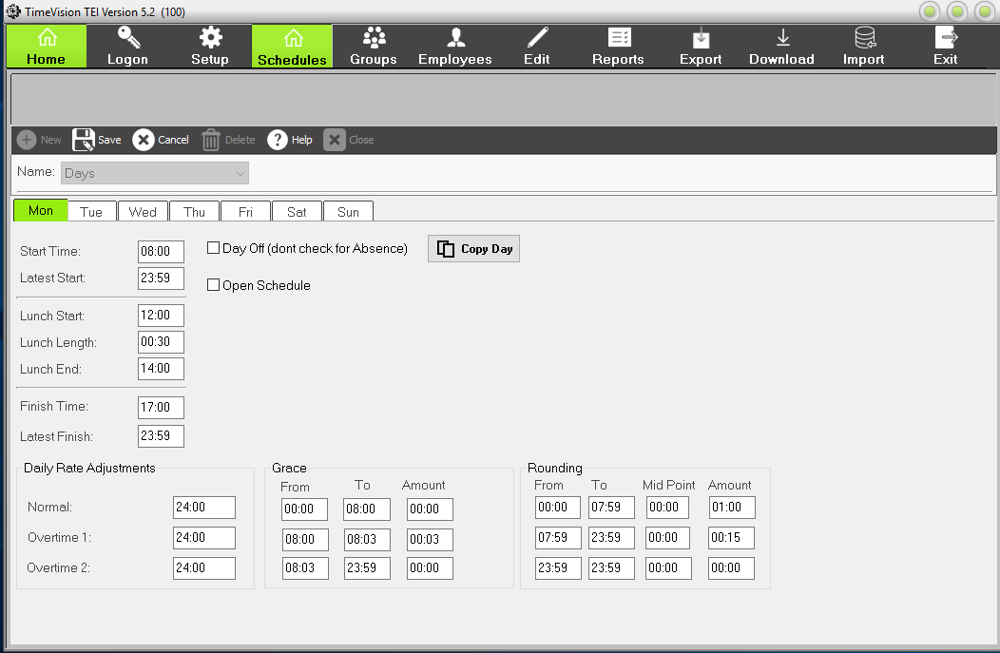 TimeVision TEI Version 5.2 (100)
Home Logon Setup Schedules Groups Employees Edit Reports Export Download Import Exit
New Save Cancel Delete ? Help Close
Name: Days
Mon Tue Wed Thu Fri Sat Sun
Start Time: 08:00 Day Off (dont check for Absence) Copy Day
Latest Start: 23:59 Open Schedule
Lunch Start: 12:00
Lunch Length: 00:30
Lunch End: 14:00
Finish Time: 17:00
Latest Finish: 23:59
Daily Rate Adjustments
Normal: 24:00
Overtime 1: 24:00
Overtime 2: 24:00
Grace
From To Amount
00:00 08:00 00:00
08:00 08:03 00:03
08:03 23:59 00:00
Rounding
From To Mid Point Amount
00:00 07:59 00:00 01:00
07:59 23:59 00:00 00:15
23:59 23:59 00:00 00:00